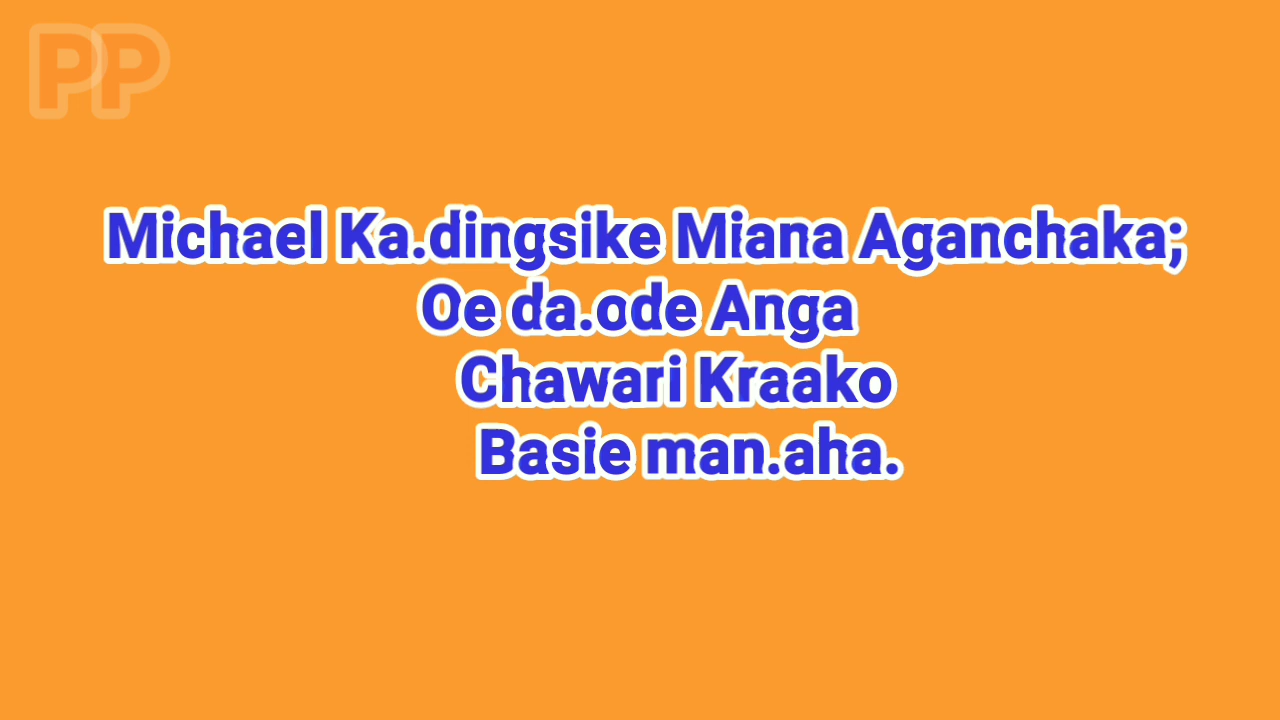 PP
Michael Ka.dingsike Miana Aganchaka;
Oe da.ode Anga
Chawari Kraako
Basie man.aha.